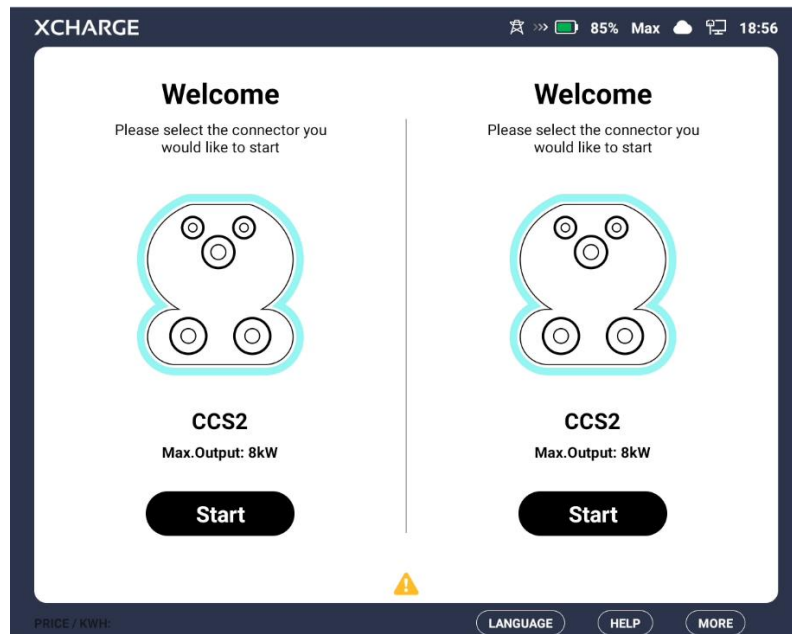 XCHARGE
85% Max 18:56
Welcome
Please select the connector you
would like to start
CCS2
Max.Output: 8kW
Start
Welcome
Please select the connector you
would like to start
CCS2
Max.Output: 8kW
Start
PRICE / KWH:
LANGUAGE
HELP
MORE